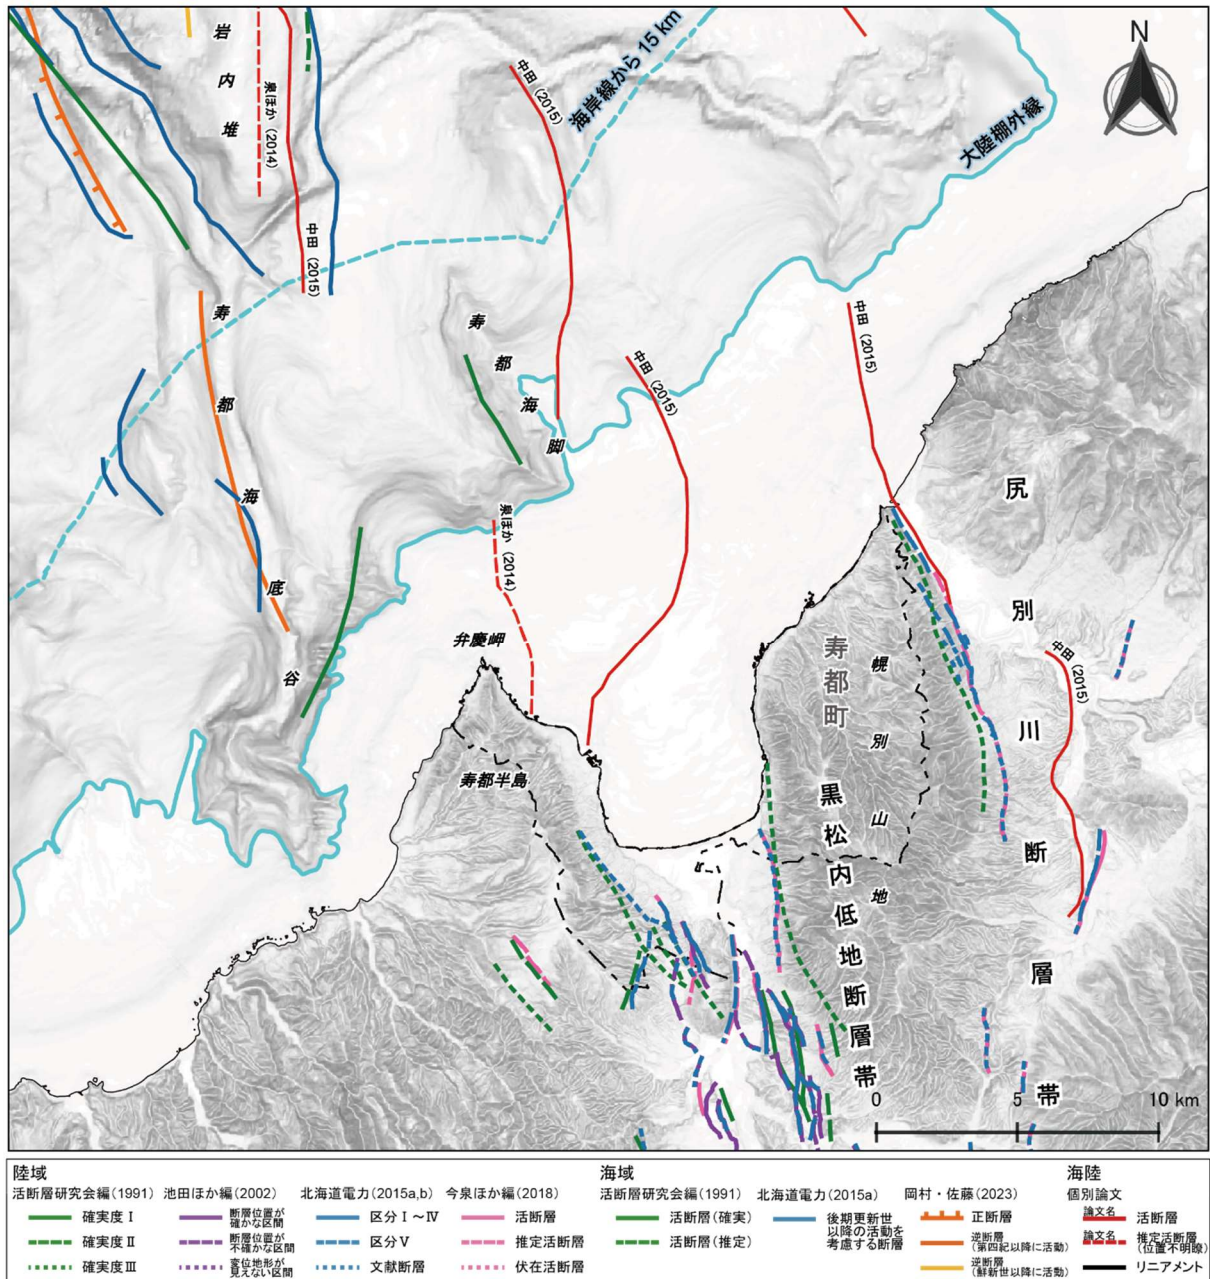 岩内堆
泉ほか(2014)
中田(2015)
中田(2015)
海岸線から 15 km
大陸棚外縁
N
寿都海底谷
寿都海脚
中田(2015)
中田(2015)
泉ほか(2014)
弁慶岬
寿都半島
寿都町
幌別山地
尻別川断層帯
中田(2015)
黒松内低地断層帯
0 5 10 km
陸域
活断層研究会編(1991)
確実度Ⅰ
確実度Ⅱ
確実度Ⅲ
池田ほか編(2002)
断層位置が
確かな区間
断層位置が
不確かな区間
変位地形が
見えない区間
北海道電力(2015a,b)
区分Ⅰ～Ⅳ
区分Ⅴ
文献断層
今泉ほか編(2018)
活断層
推定活断層
伏在活断層
海域
活断層研究会編(1991)
活断層(確実)
活断層(推定)
北海道電力(2015a)
後期更新世
以降の活動を
考慮する断層
岡村・佐藤(2023)
正断層
逆断層
(第四紀以降に活動)
逆断層
(鮮新世以降に活動)
海陸
個別論文
論文名
活断層
論文名
推定活断層
(位置不明瞭)
リニアメント